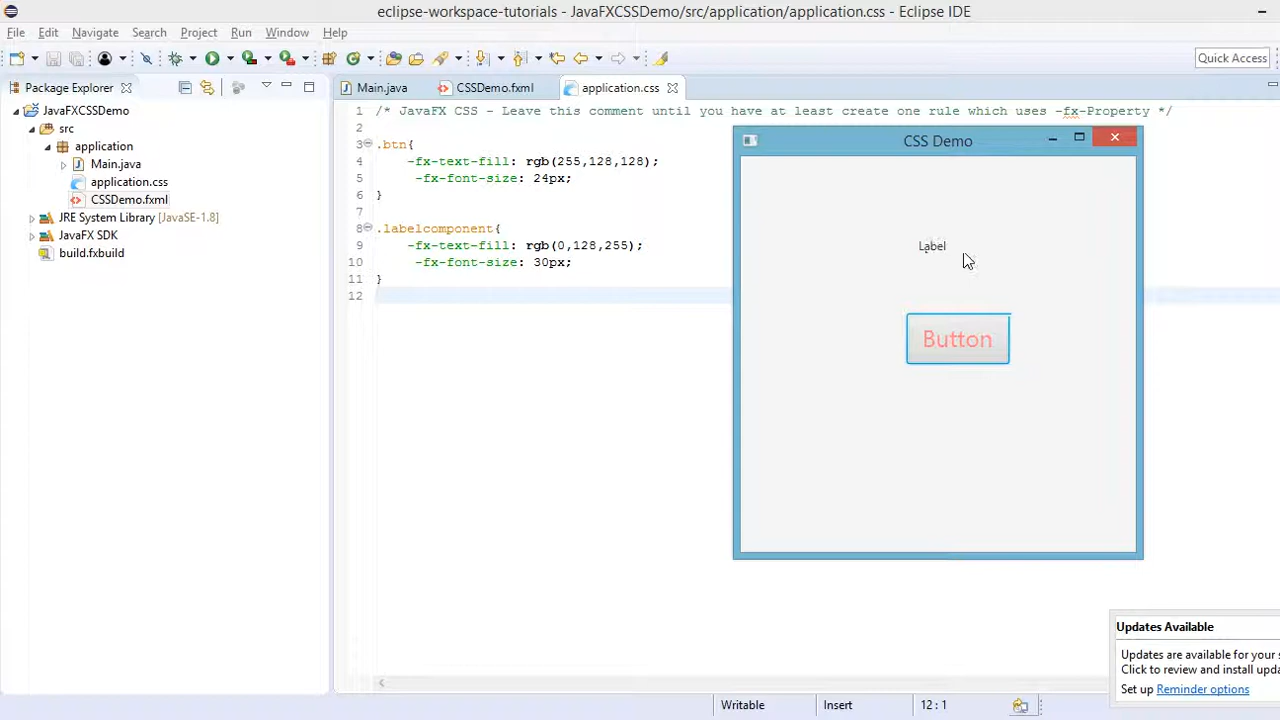 eclipse-workspace-tutorials - JavaFXCSSDemo/src/application/application.css - Eclipse IDE
File Edit Navigate Search Project Run Window Help
Quick Access
Package Explorer
JavaFXCSSDemo
src
application
Main.java
application.css
CSSDemo.fxml
JRE System Library [JavaSE-1.8]
JavaFX SDK
build.fxbuild
Main.java CSSDemo.fxml application.css
1 /* JavaFX CSS - Leave this comment until you have at least create one rule which uses -fx-Property */
2
3 .btn{
4 -fx-text-fill: rgb(255,128,128);
5 -fx-font-size: 24px;
6 }
7
8 .labelcomponent{
9 -fx-text-fill: rgb(0,128,255);
10 -fx-font-size: 30px;
11 }
12
CSS Demo
Label
Button
Updates Available
Updates are available for your
Click to review and install
Set up Reminder options
Writable Insert 12 : 1